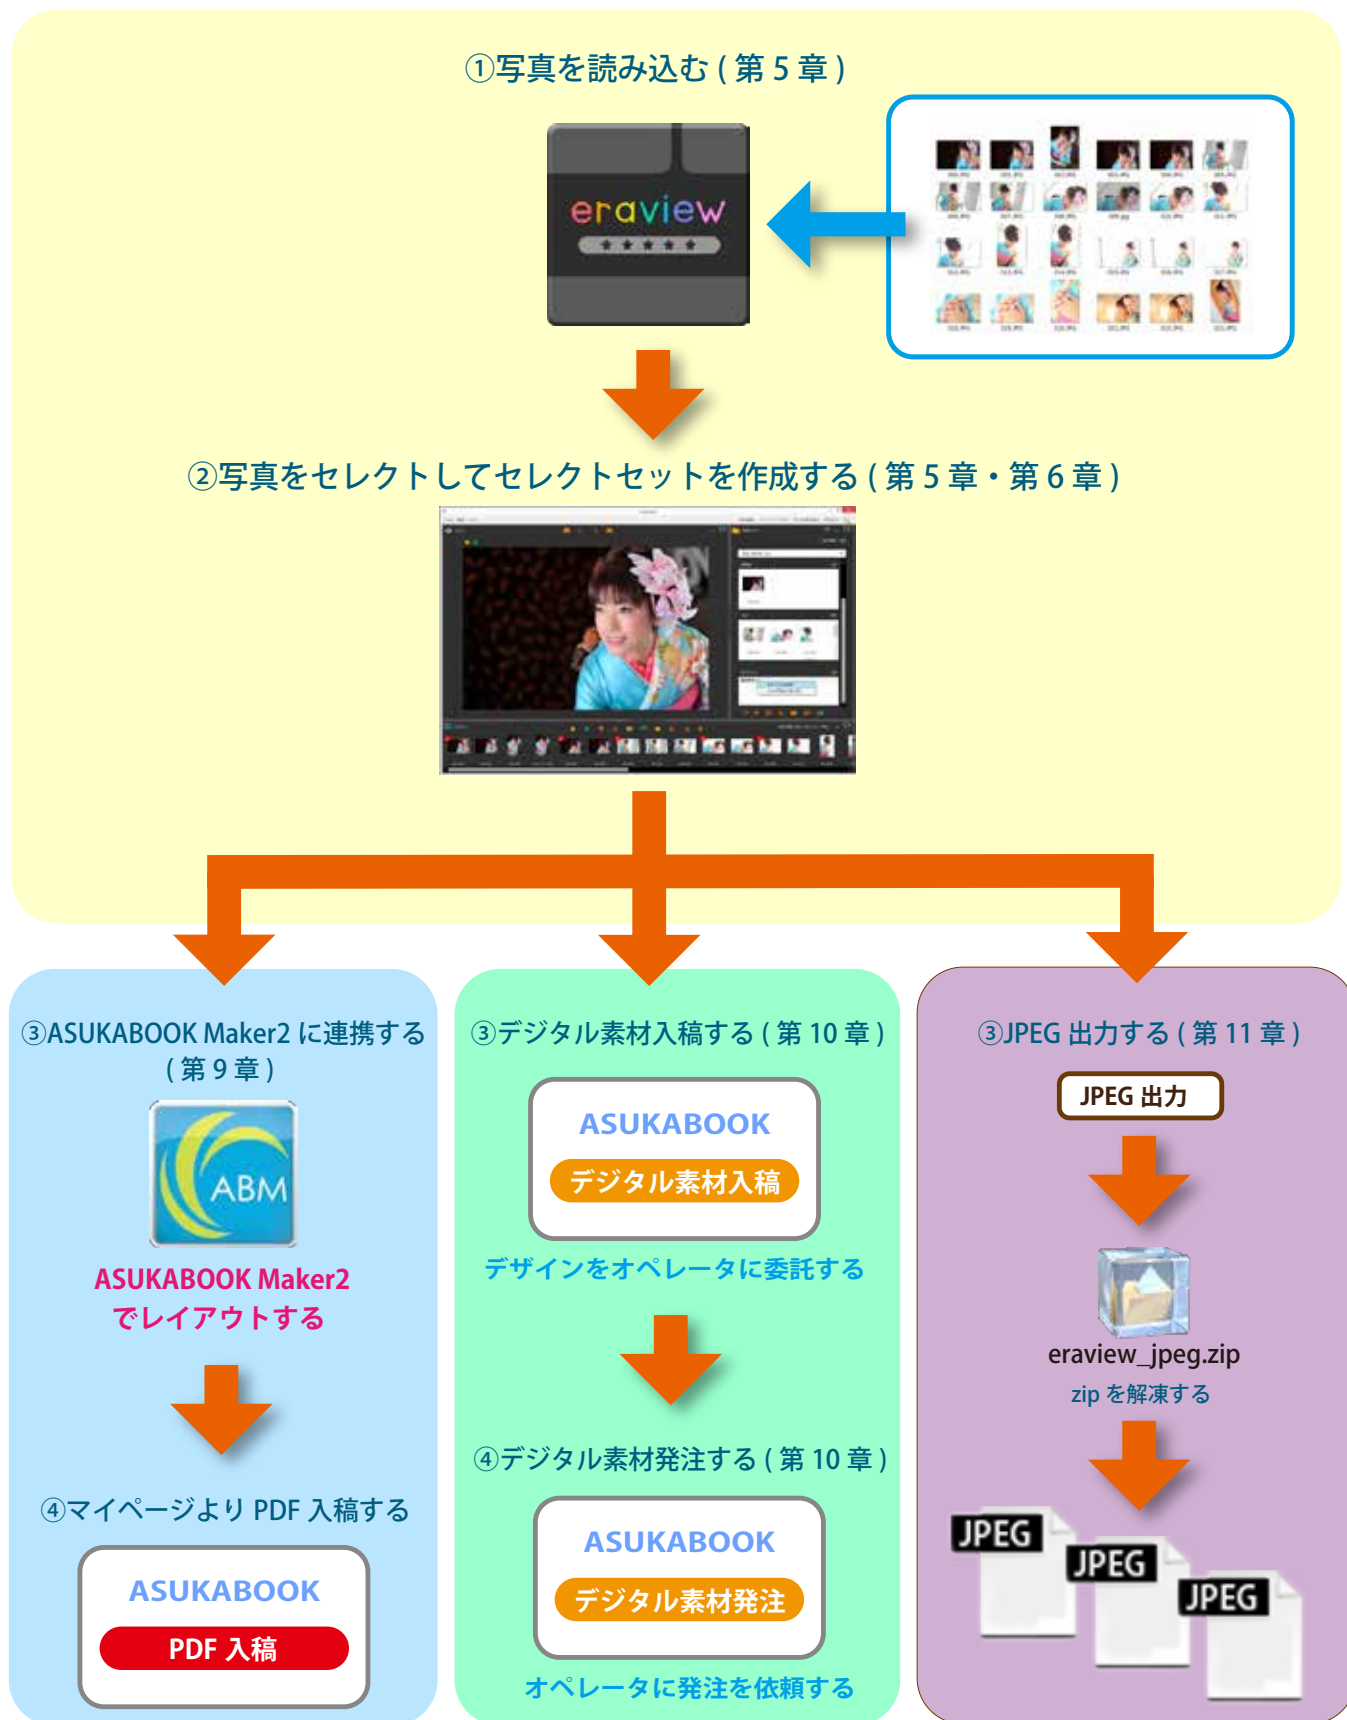 ①写真を読み込む ( 第 5 章 )
eraview
②写真をセレクトしてセレクトセットを作成する ( 第 5 章・第 6 章 )
③ASUKABOOK Maker2 に連携する
( 第 9 章 )
ABM
ASUKABOOK Maker2
でレイアウトする
④マイページより PDF 入稿する
ASUKABOOK
PDF 入稿
③デジタル素材入稿する ( 第 10 章 )
ASUKABOOK
デジタル素材入稿
デザインをオペレータに委託する
④デジタル素材発注する ( 第 10 章 )
ASUKABOOK
デジタル素材発注
オペレータに発注を依頼する
③JPEG 出力する ( 第 11 章 )
JPEG 出力
eraview_jpeg.zip
zip を解凍する
JPEG
JPEG
JPEG